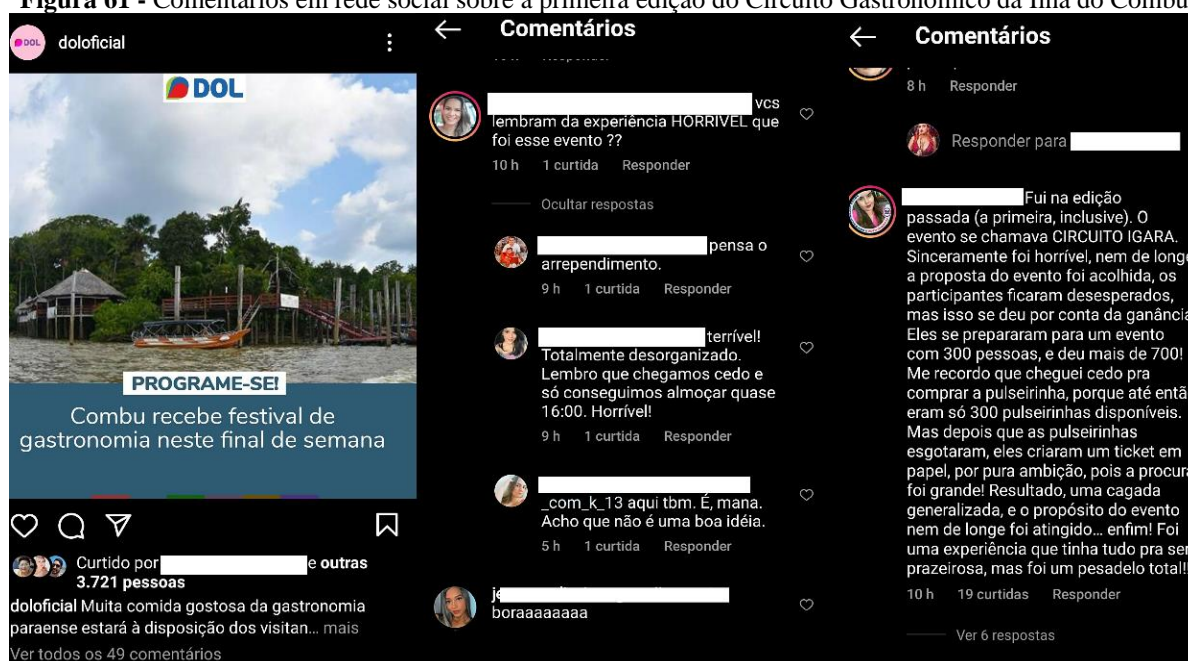 Figura 61 - Comentários em rede social sobre a primeira edição do Circuito Gastronômico da Ilha do Combu
DOL
doloficial
DOL
PROGRAME-SE!
Combu recebe festival de
gastronomia neste final de semana
Curtido por e outras
3.721 pessoas
doloficial Muita comida gostosa da gastronomia
paraense estará à disposição dos visitan... mais
Ver todos os 49 comentários
Comentários
vcs
lembram da experiência HORRIVEL que
foi esse evento ??
10 h 1 curtida Responder
Ocultar respostas
pensa o
arrependimento.
9 h 1 curtida Responder
terrível!
Totalmente desorganizado.
Lembro que chegamos cedo e
só conseguimos almoçar quase
16:00. Horrível!
9 h 1 curtida Responder
_com_k_13 aqui tbm. É, mana.
Acho que não é uma boa idéia.
5 h 1 curtida Responder
boraaaaaaaa
Comentários
8 h Responder
Responder para
Fui na edição
passada (a primeira, inclusive). O
evento se chamava CIRCUITO IGARA.
Sinceramente foi horrível, nem de longe
a proposta do evento foi acolhida, os
participantes ficaram desesperados,
mas isso se deu por conta da ganância
Eles se prepararam para um evento
com 300 pessoas, e deu mais de 700!
Me recordo que cheguei cedo pra
comprar a pulseirinha, porque até entã
eram só 300 pulseirinhas disponíveis.
Mas depois que as pulseirinhas
esgotaram, eles criaram um ticket em
papel, por pura ambição, pois a procura
foi grande! Resultado, uma cagada
generalizada, e o propósito do evento
nem de longe foi atingido... enfim! Foi
uma experiência que tinha tudo pra ser
prazeirosa, mas foi um pesadelo total!!
10 h 19 curtidas Responder
Ver 6 respostas